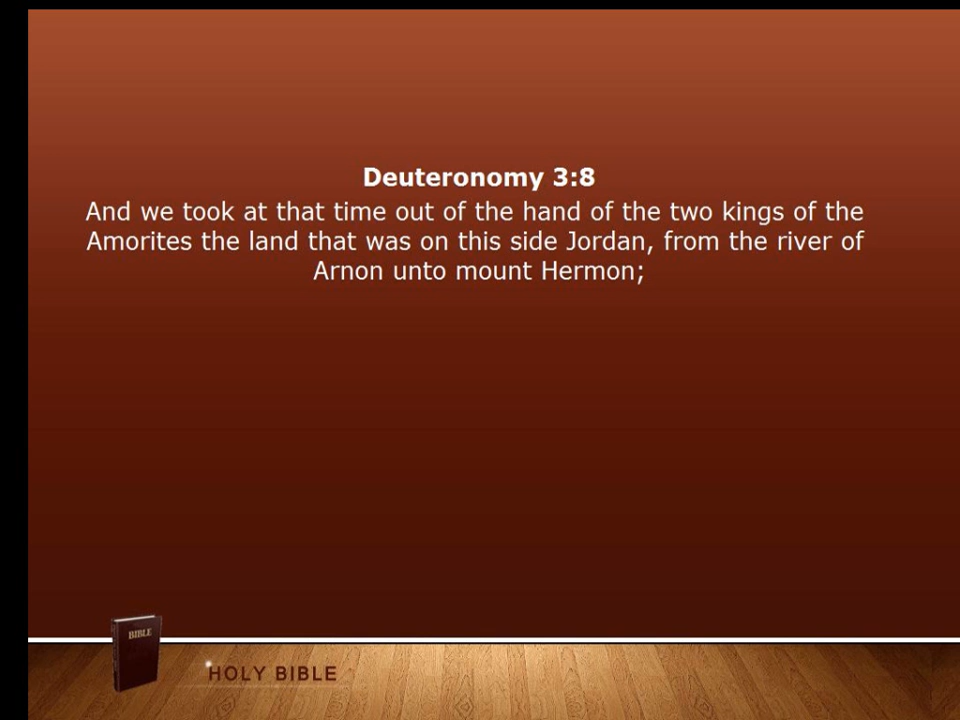 Deuteronomy 3:8
And we took at that time out of the hand of the two kings of the
Amorites the land that was on this side Jordan, from the river of
Arnon unto mount Hermon;
BIBLE
HOLY BIBLE